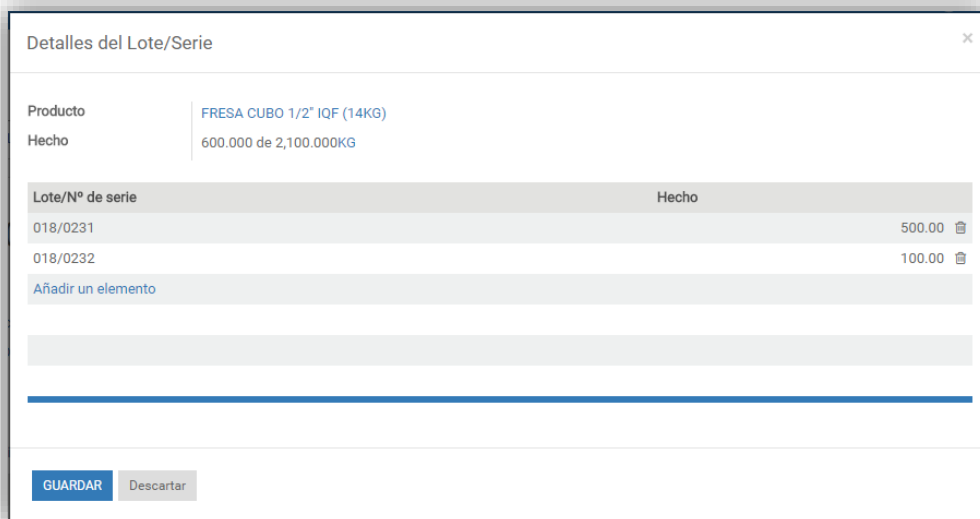 Detalles del Lote/Serie ×
Producto FRESA CUBO 1/2" IQF (14KG)
Hecho 600.000 de 2,100.000KG
Lote/Nº de serie Hecho
018/0231 500.00
018/0232 100.00
Añadir un elemento
GUARDAR Descartar